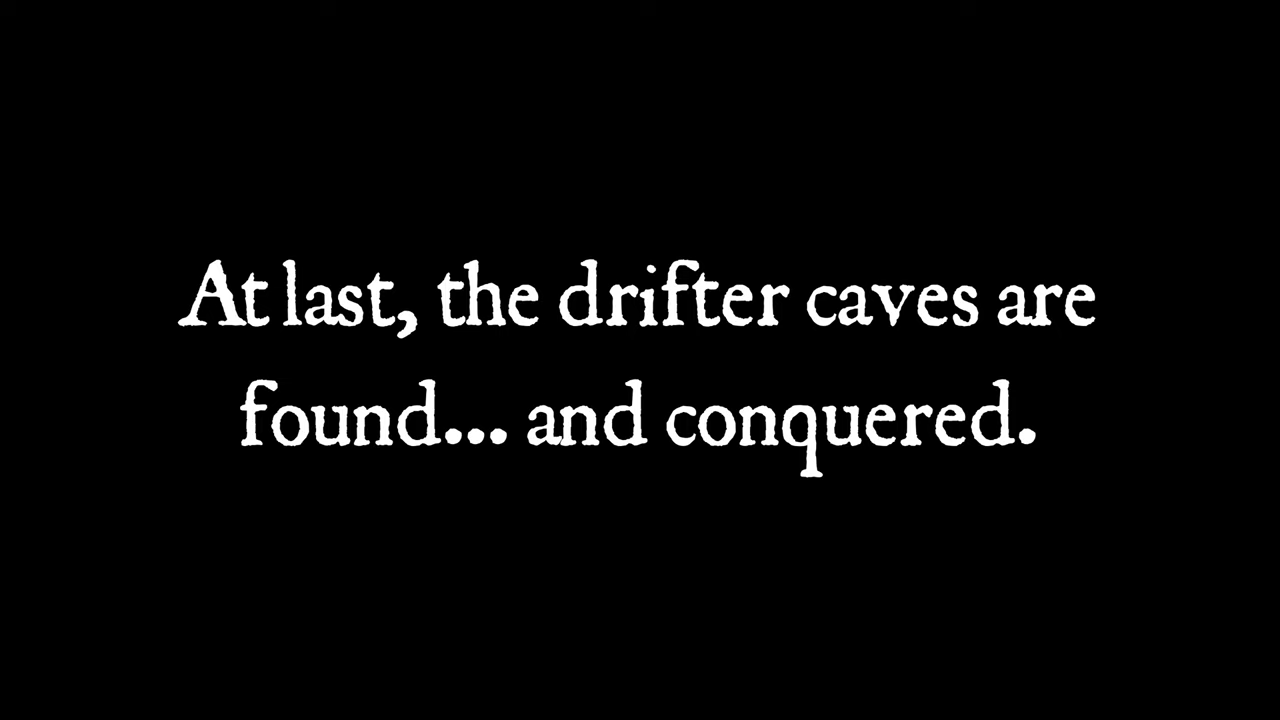 At last, the drifter caves are
found... and conquered.